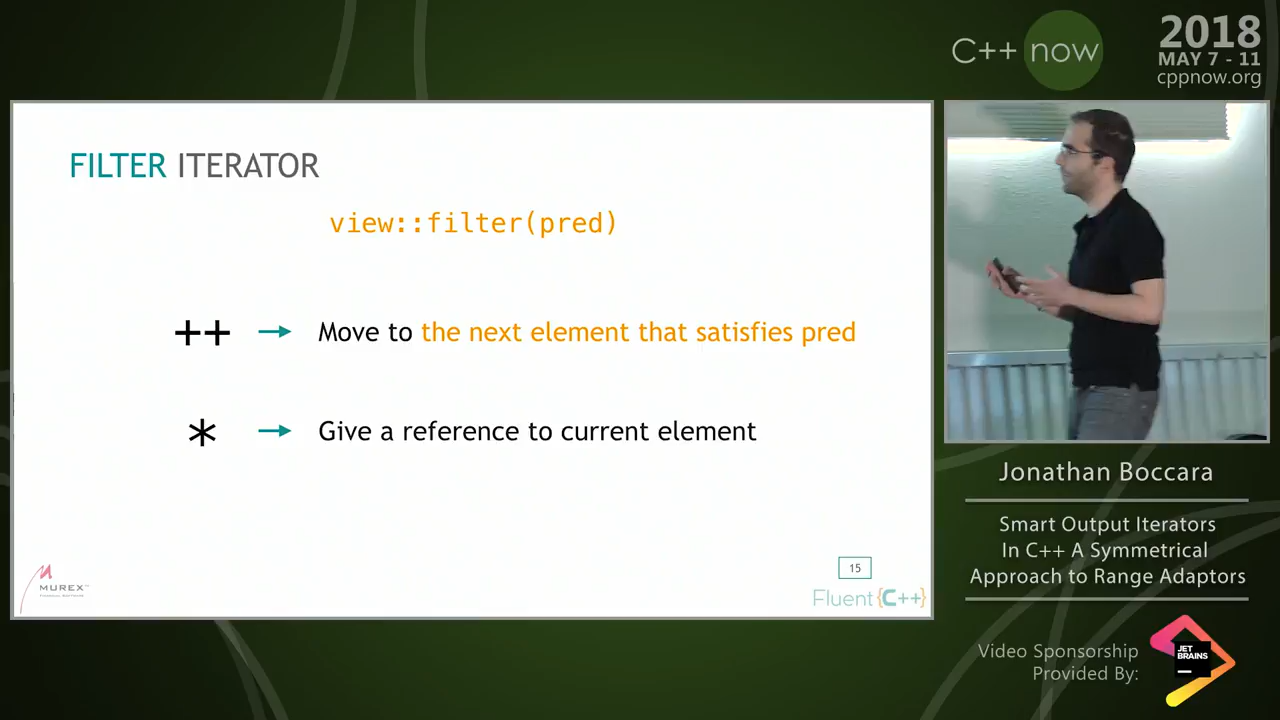 C++ now
2018
MAY 7 - 11
cppnow.org
FILTER ITERATOR
view::filter(pred)
++ → Move to the next element that satisfies pred
* → Give a reference to current element
MUREX™
15
Fluent {C++}
Jonathan Boccara
Smart Output Iterators
In C++ A Symmetrical
Approach to Range Adaptors
Video Sponsorship
Provided By:
JET
BRAINS